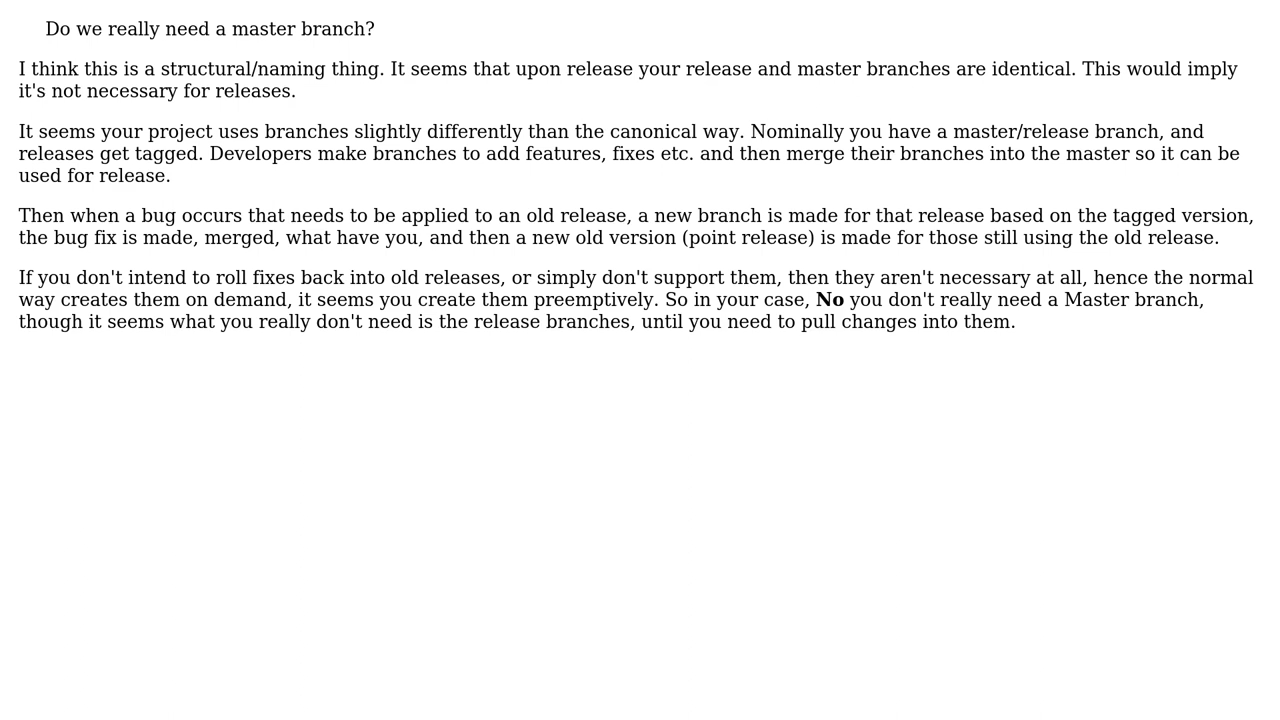 Do we really need a master branch?
I think this is a structural/naming thing. It seems that upon release your release and master branches are identical. This would imply
it's not necessary for releases.
It seems your project uses branches slightly differently than the canonical way. Nominally you have a master/release branch, and
releases get tagged. Developers make branches to add features, fixes etc. and then merge their branches into the master so it can be
used for release.
Then when a bug occurs that needs to be applied to an old release, a new branch is made for that release based on the tagged version,
the bug fix is made, merged, what have you, and then a new old version (point release) is made for those still using the old release.
If you don't intend to roll fixes back into old releases, or simply don't support them, then they aren't necessary at all, hence the normal
way creates them on demand, it seems you create them preemptively. So in your case, No you don't really need a Master branch,
though it seems what you really don't need is the release branches, until you need to pull changes into them.